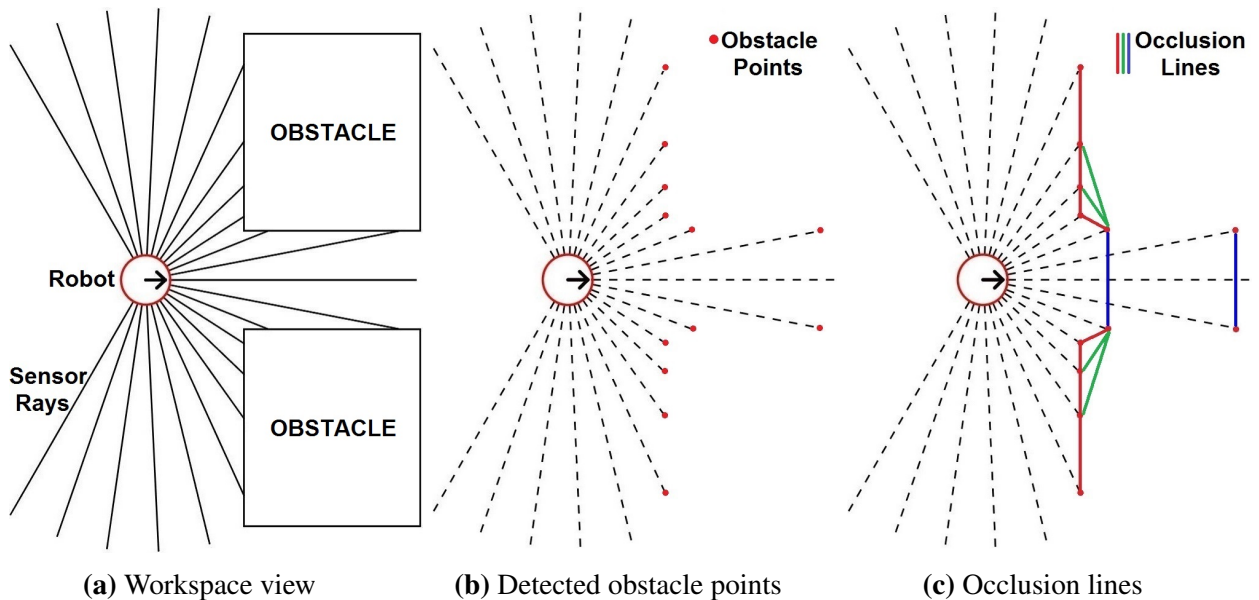 OBSTACLE
Robot
Sensor
Rays
OBSTACLE
(a) Workspace view
Obstacle
Points
(b) Detected obstacle points
Occlusion
Lines
(c) Occlusion lines